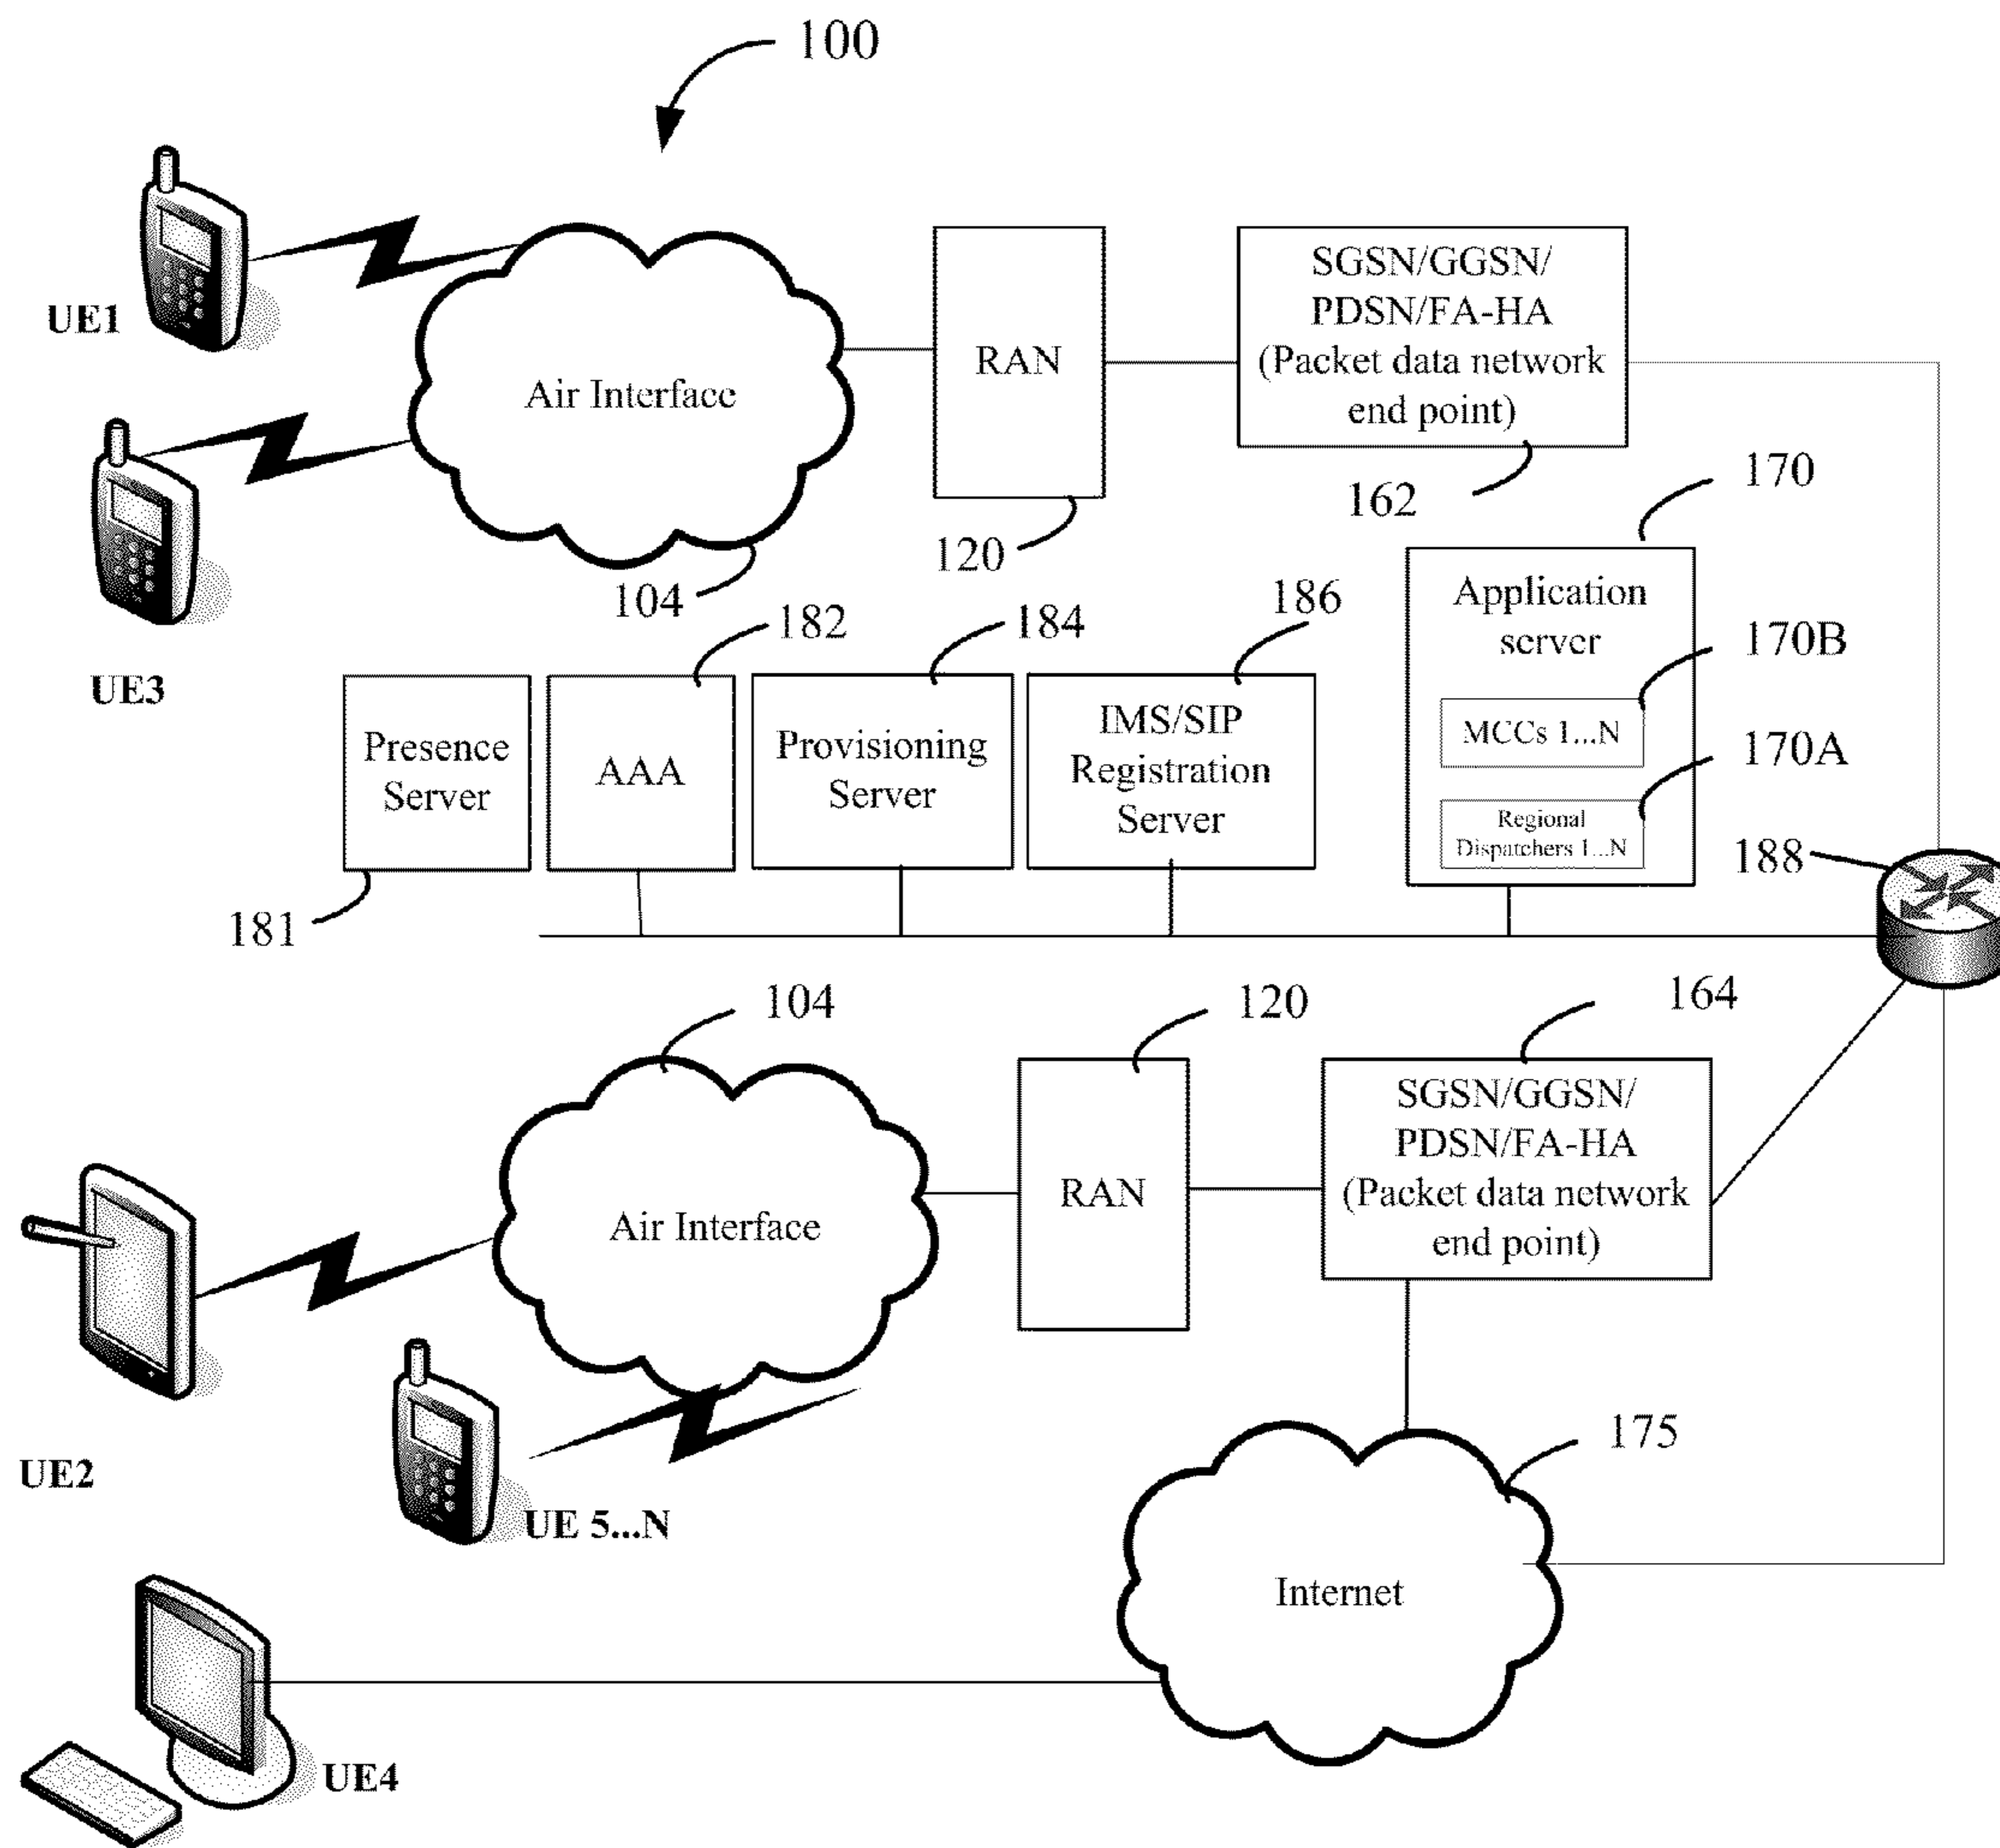 100
UE1
Air Interface
RAN
SGSN/GGSN/
PDSN/FA-HA
(Packet data network
end point)
162
170
120
104
UE3
182
184
186
Application
server
170B
MCCs 1...N
170A
Regional
Dispatchers 1...N
188
Presence
Server
AAA
Provisioning
Server
IMS/SIP
Registration
Server
181
104
120
164
Air Interface
RAN
SGSN/GGSN/
PDSN/FA-HA
(Packet data network
end point)
UE2
UE 5...N
175
Internet
UE4